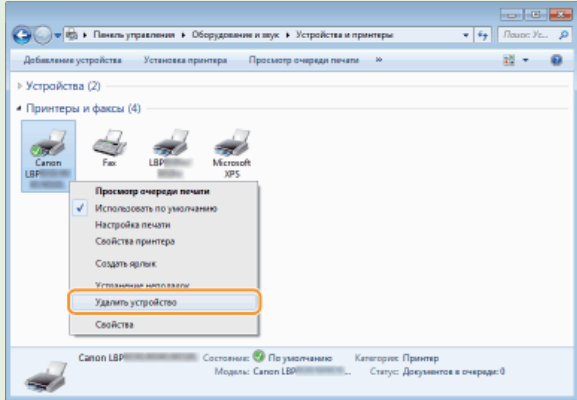 Панель управления ▸ Оборудование и звук ▸ Устройства и принтеры
Поиск: Ус...
Добавление устройства Установка принтера Просмотр очереди печати »
Устройства (2)
Принтеры и факсы (4)
Canon LBP
Fax
LBP
Microsoft XPS
Просмотр очереди печати
Использовать по умолчанию
Настройка печати
Свойства принтера
Создать ярлык
Устранение неполадок
Удалить устройство
Свойства
Canon LBP Состояние: По умолчанию Категория: Принтер
Модель: Canon LBP ... Статус: Документов в очереди: 0